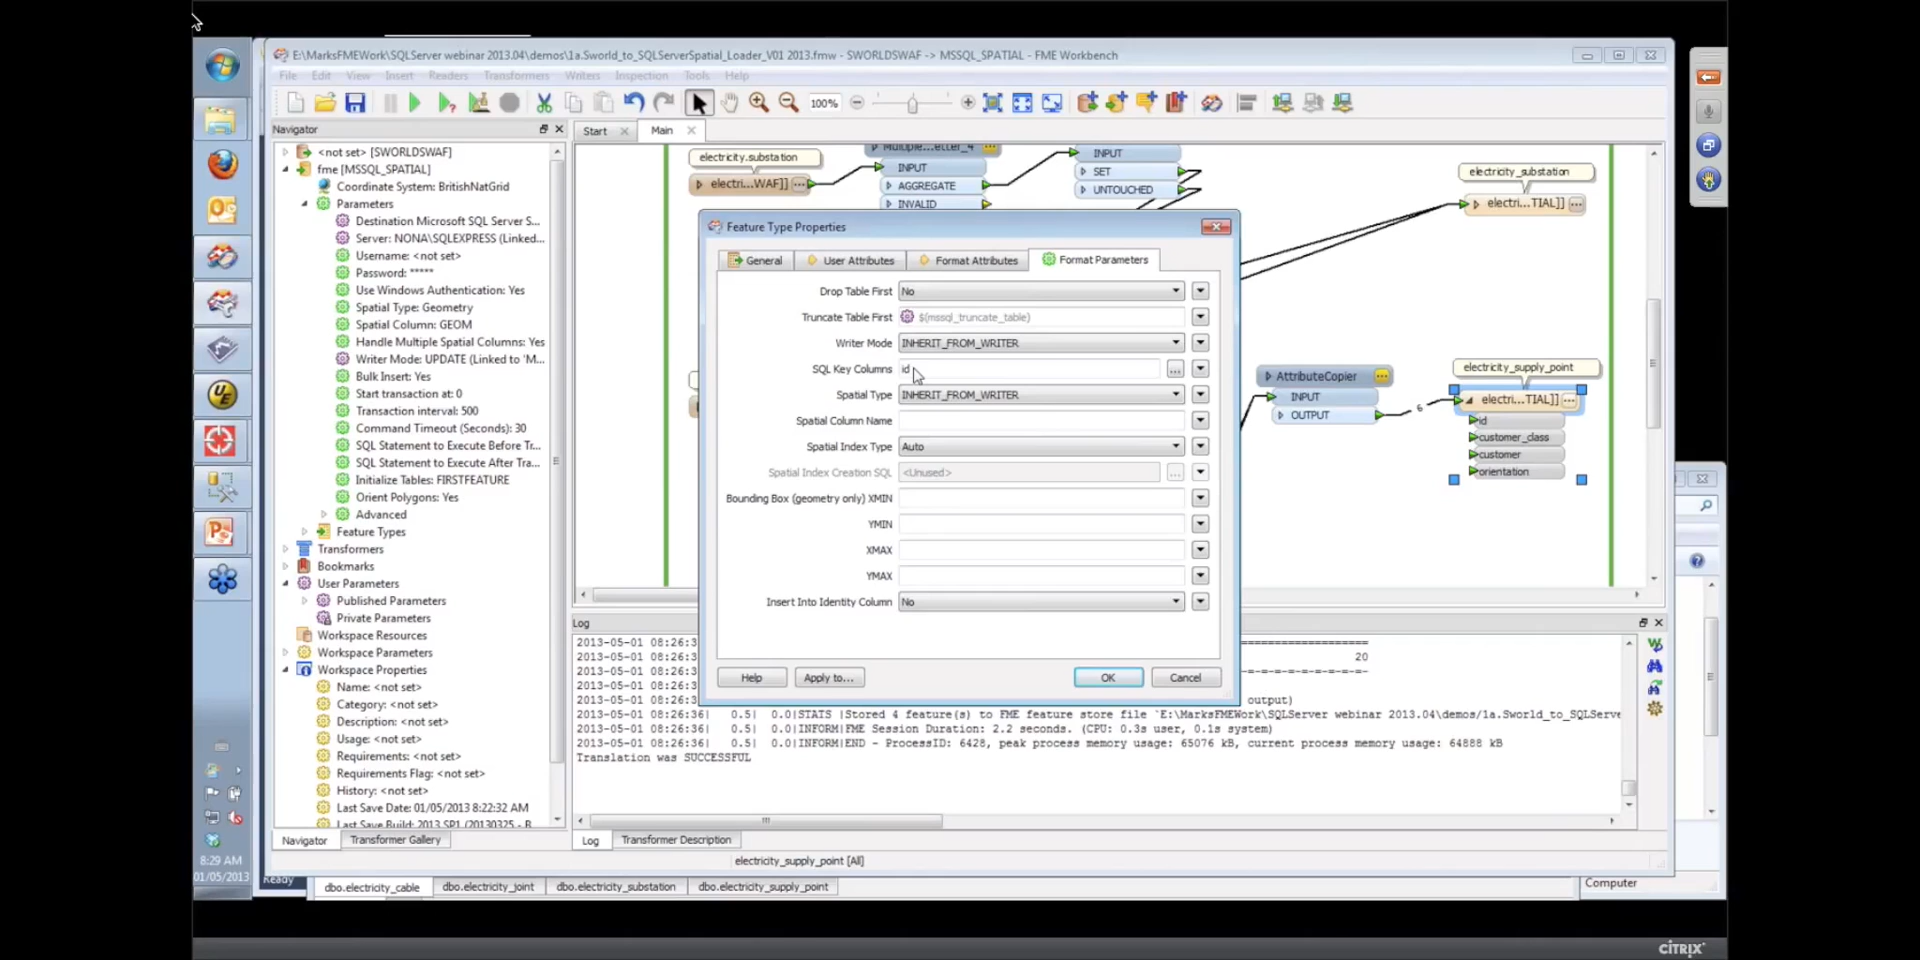 E:\MarksFMEWork\SQLServer webinar 2013.04\demos\1a.Sworld_to_SQLServerSpatial_Loader_V01 2013.fmw - SWORLDSWAF -> MSSQL_SPATIAL - FME Workbench
File Edit View Insert Readers Transformers Writers Inspection Tools Help
100%
Navigator
Start
Main
<not set> [SWORLDSWAF]
fme [MSSQL_SPATIAL]
Coordinate System: BritishNatGrid
Parameters
Destination Microsoft SQL Server S...
Server: NONA\SQLEXPRESS (Linked...
Username: <not set>
Password: *****
Use Windows Authentication: Yes
Spatial Type: Geometry
Spatial Column: GEOM
Handle Multiple Spatial Columns: Yes
Writer Mode: UPDATE (Linked to 'M...
Bulk Insert: Yes
Start transaction at: 0
Transaction interval: 500
Command Timeout (Seconds): 30
SQL Statement to Execute Before Tr...
SQL Statement to Execute After Tra...
Initialize Tables: FIRSTFEATURE
Orient Polygons: Yes
Advanced
Feature Types
Transformers
Bookmarks
User Parameters
Published Parameters
Private Parameters
Workspace Resources
Workspace Parameters
Workspace Properties
Name: <not set>
Category: <not set>
Description: <not set>
Usage: <not set>
Requirements: <not set>
Requirements Flag: <not set>
History: <not set>
Last Save Date: 01/05/2013 8:22:32 AM
Last Save Build: 2013 SP1 (20130325 - B
Navigator
Transformer Gallery
electricity.substation
electri...WAF]]
INPUT
AGGREGATE
INVALID
INPUT
SET
UNTOUCHED
electricity_substation
electri...TIAL]]
AttributeCopier
INPUT
OUTPUT
6
electricity_supply_point
electri...TIAL]]
id
customer_class
customer
orientation
Feature Type Properties
General
User Attributes
Format Attributes
Format Parameters
Drop Table First No
Truncate Table First $(mssql_truncate_table)
Writer Mode INHERIT_FROM_WRITER
SQL Key Columns id
Spatial Type INHERIT_FROM_WRITER
Spatial Column Name
Spatial Index Type Auto
Spatial Index Creation SQL <Unused>
Bounding Box (geometry only) XMIN
YMIN
XMAX
YMAX
Insert Into Identity Column No
Help
Apply to...
OK
Cancel
Log
20
output)
2013-05-01 08:26:36| 0.5| 0.0|STATS |Stored 4 feature(s) to FME feature store file `E:\MarksFMEWork\SQLServer webinar 2013.04\demos/1a.Sworld_to_SQLServe
2013-05-01 08:26:36| 0.5| 0.0|INFORM|FME Session Duration: 2.2 seconds. (CPU: 0.3s user, 0.1s system)
2013-05-01 08:26:36| 0.5| 0.0|INFORM|END - ProcessID: 6428, peak process memory usage: 65076 kB, current process memory usage: 64888 kB
Translation was SUCCESSFUL
Log
Transformer Description
electricity_supply_point [All]
Ready
dbo.electricity_cable
dbo.electricity_joint
dbo.electricity_substation
dbo.electricity_supply_point
Computer
8:29 AM
01/05/2013
CITRIX